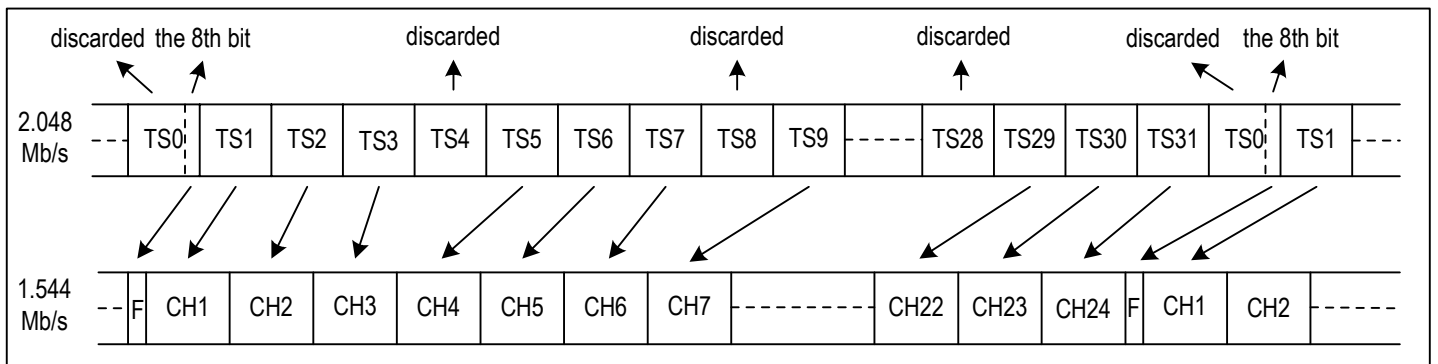 discarded the 8th bit discarded discarded discarded discarded the 8th bit
2.048
Mb/s
TS0 TS1 TS2 TS3 TS4 TS5 TS6 TS7 TS8 TS9 TS28 TS29 TS30 TS31 TS0 TS1
1.544
Mb/s
F CH1 CH2 CH3 CH4 CH5 CH6 CH7 CH22 CH23 CH24 F CH1 CH2